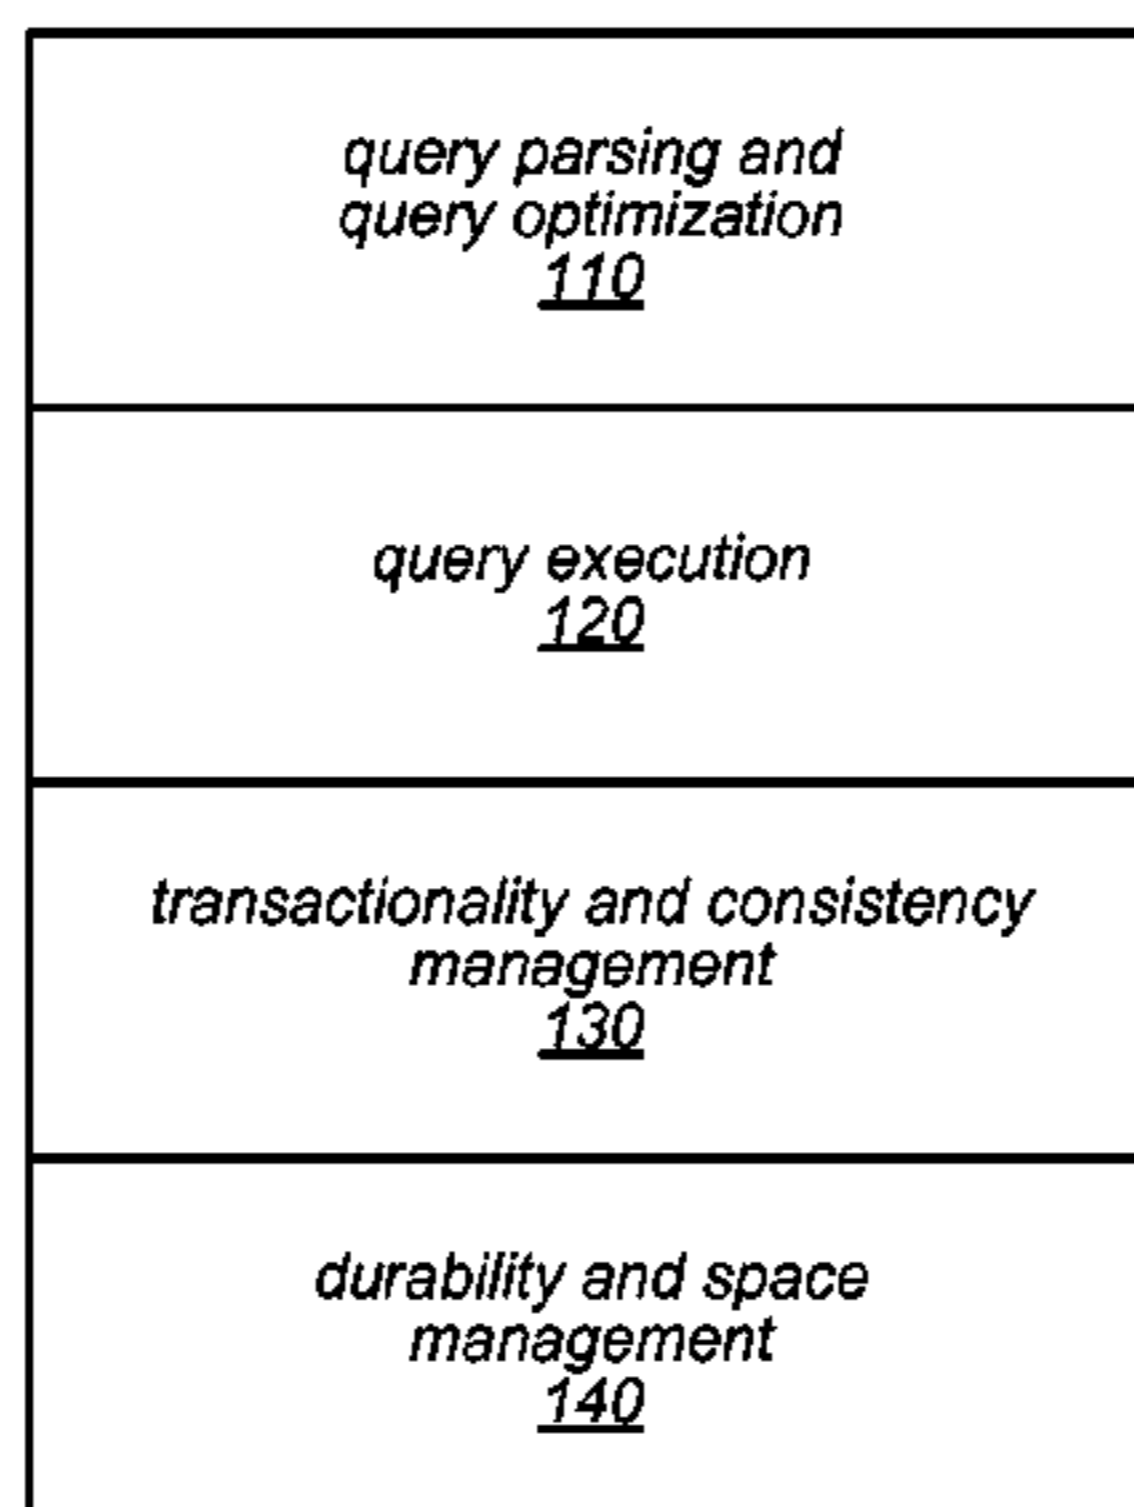 query parsing and
query optimization
110
query execution
120
transactionality and consistency
management
130
durability and space
management
140